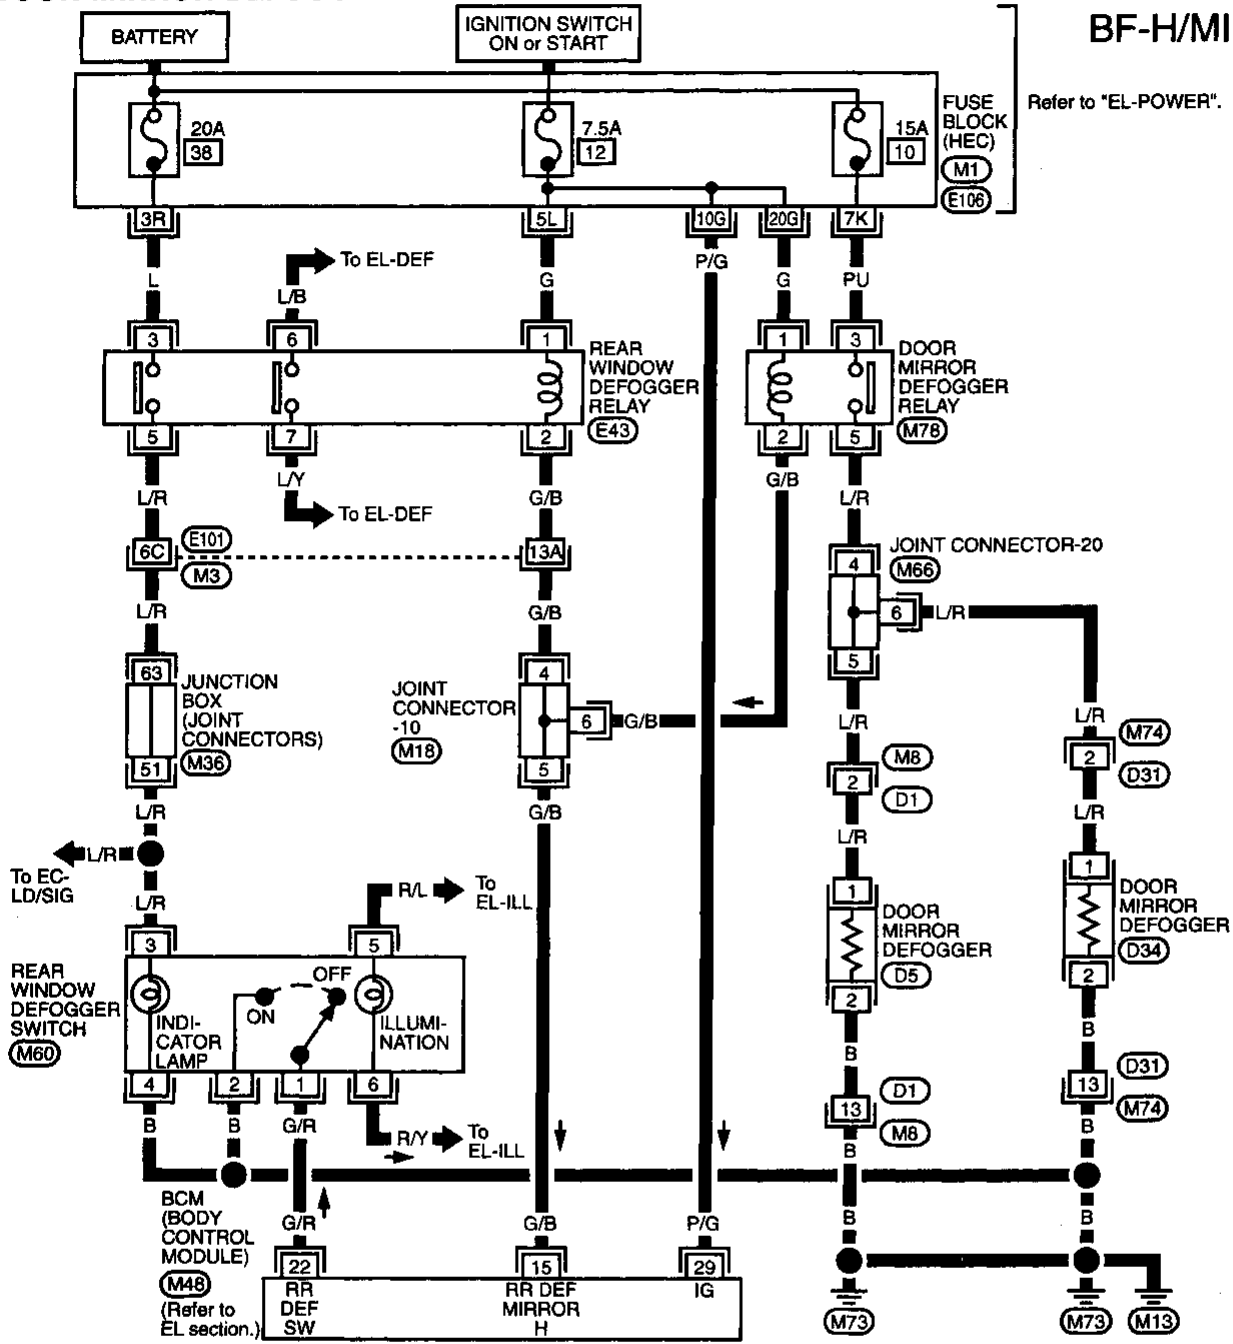 BATTERY
IGNITION SWITCH
ON or START
BF-H/MI
20A
38
7.5A
12
15A
10
FUSE
BLOCK
(HEC)
M1
E106
Refer to "EL-POWER".
3R
5L
10G
20G
7K
L
To EL-DEF
L/B
G
P/G
G
PU
3
6
1
1
3
REAR
WINDOW
DEFOGGER
RELAY
E43
DOOR
MIRROR
DEFOGGER
RELAY
M78
5
7
2
2
5
L/R
L/Y
To EL-DEF
G/B
G/B
L/R
6C
E101
M3
13A
JOINT CONNECTOR-20
M66
4
6
L/R
5
L/R
G/B
63
JUNCTION
BOX
(JOINT
CONNECTORS)
M36
51
JOINT
CONNECTOR
-10
M18
4
6
G/B
5
L/R
L/R
M74
2
D31
M8
2
D1
L/R
G/B
L/R
L/R
L/R
To EC-
LD/SIG
L/R
R/L
To
EL-ILL
1
DOOR
MIRROR
DEFOGGER
D5
2
1
DOOR
MIRROR
DEFOGGER
D34
2
3
5
REAR
WINDOW
DEFOGGER
SWITCH
M60
INDI-
CATOR
LAMP
ON
OFF
ILLUMI-
NATION
4
2
1
6
B
B
G/R
R/Y
To
EL-ILL
B
D1
13
M8
B
B
D31
13
M74
B
BCM
(BODY
CONTROL
MODULE)
M48
(Refer to
EL section.)
G/R
G/B
P/G
B
B
22
15
29
RR
DEF
SW
RR DEF
MIRROR
H
IG
M73
M73
M13